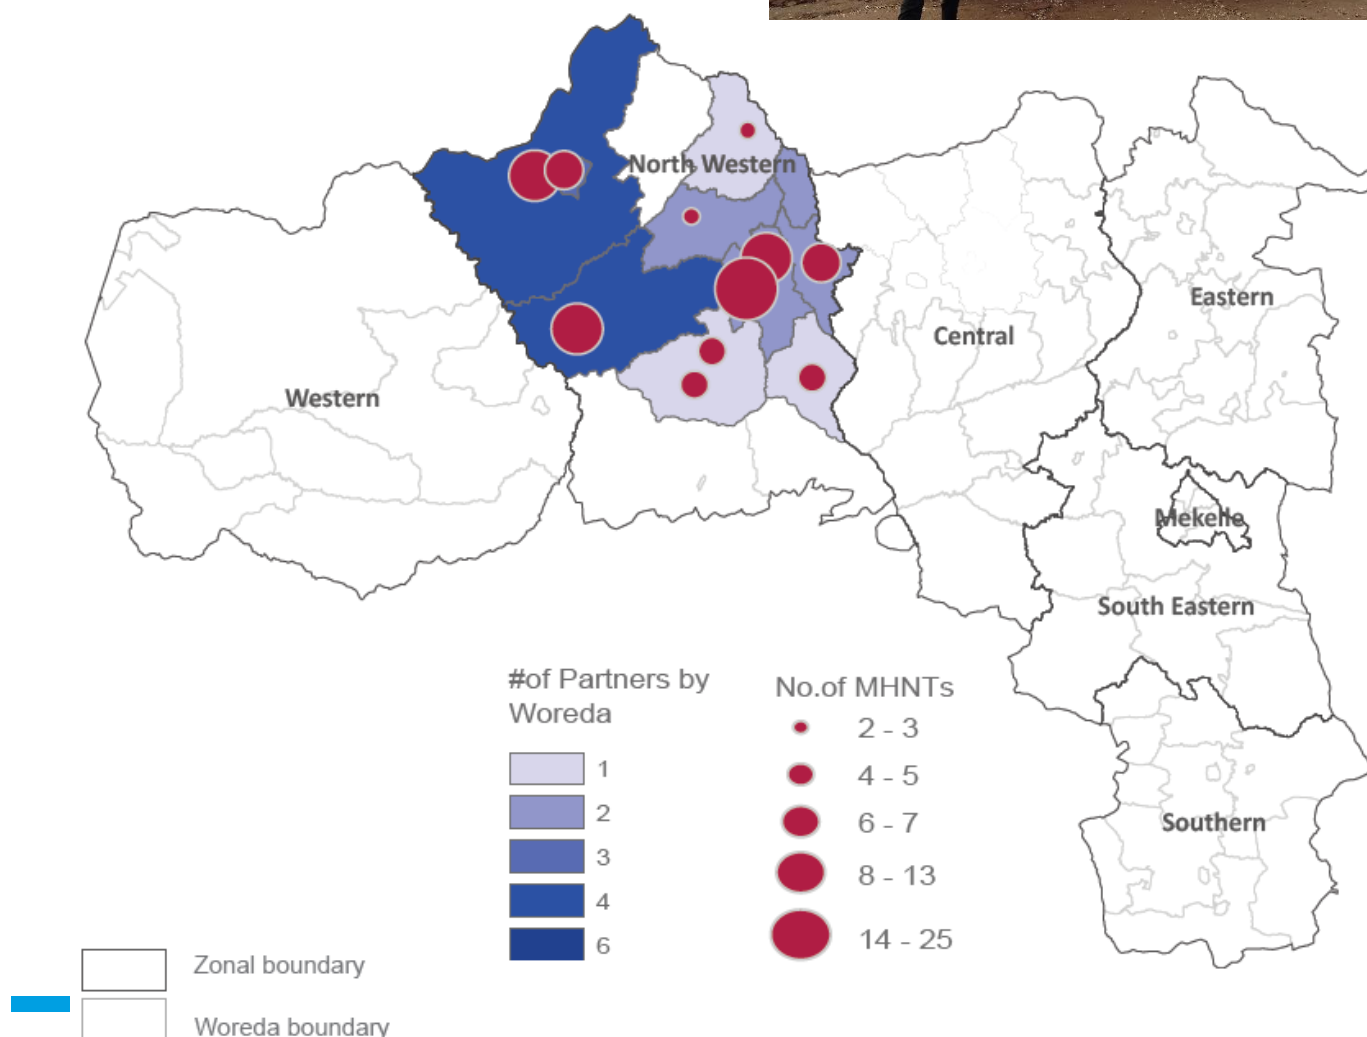 North Western
Eastern
Central
Western
Mekelle
South Eastern
Southern
#of Partners by
Woreda
1
2
3
4
6
No.of MHNTs
2 - 3
4 - 5
6 - 7
8 - 13
14 - 25
Zonal boundary
Woreda boundary